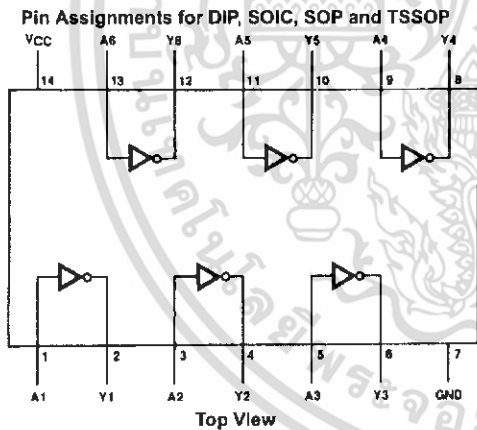 Pin Assignments for DIP, SOIC, SOP and TSSOP
VCC A6 Y6 A5 Y5 A4 Y4
14 13 12 11 10 9 8
1 2 3 4 5 6 7
A1 Y1 A2 Y2 A3 Y3 GND
Top View